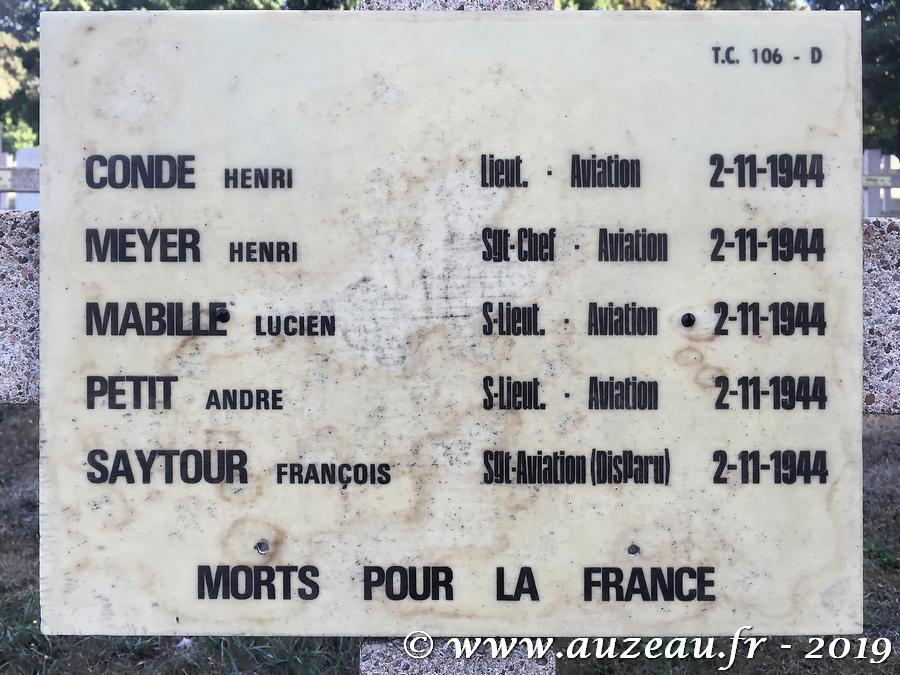 T.C. 106 - D
CONDE HENRI Lieut. · Aviation 2-11-1944
MEYER HENRI Sgt-Chef · Aviation 2-11-1944
MABILLE LUCIEN S-Lieut. · Aviation 2-11-1944
PETIT ANDRE S-Lieut. · Aviation 2-11-1944
SAYTOUR FRANÇOIS Sgt-Aviation (DisParu) 2-11-1944
MORTS POUR LA FRANCE
© www.auzeau.fr - 2019